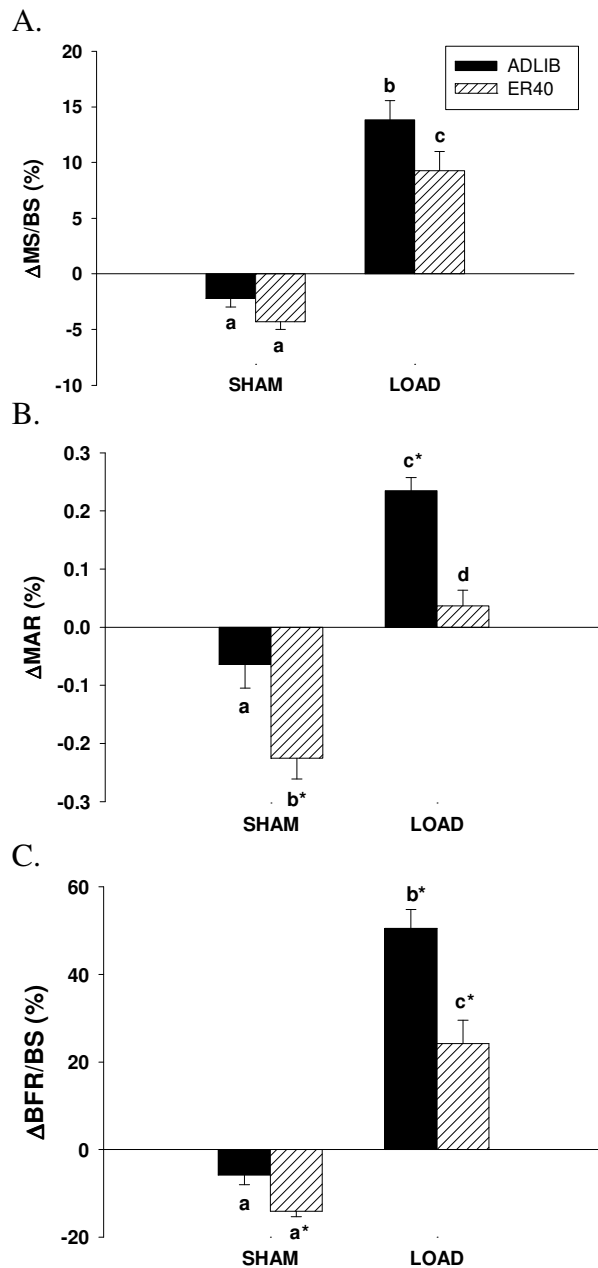 A.
20
15
10
5
0
-5
-10
ΔMS/BS (%)
ADLIB
ER40
b
c
a
a
SHAM LOAD
B.
0.3
0.2
0.1
0.0
-0.1
-0.2
-0.3
ΔMAR (%)
c*
d
a
b*
SHAM LOAD
C.
60
40
20
0
-20
ΔBFR/BS (%)
b*
c*
a
a*
SHAM LOAD